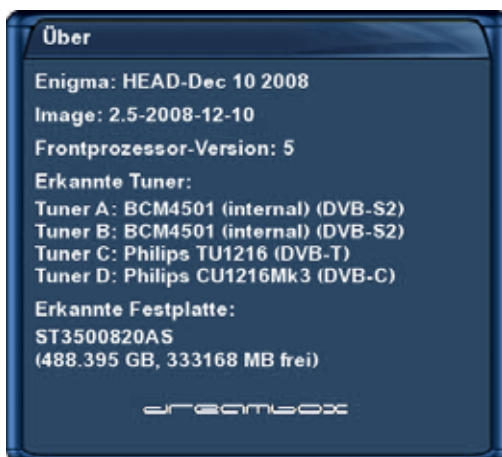 Über
Enigma: HEAD-Dec 10 2008
Image: 2.5-2008-12-10
Frontprozessor-Version: 5
Erkannte Tuner:
Tuner A: BCM4501 (internal) (DVB-S2)
Tuner B: BCM4501 (internal) (DVB-S2)
Tuner C: Philips TU1216 (DVB-T)
Tuner D: Philips CU1216Mk3 (DVB-C)
Erkannte Festplatte:
ST3500820AS
(488.395 GB, 333168 MB frei)
dreambox